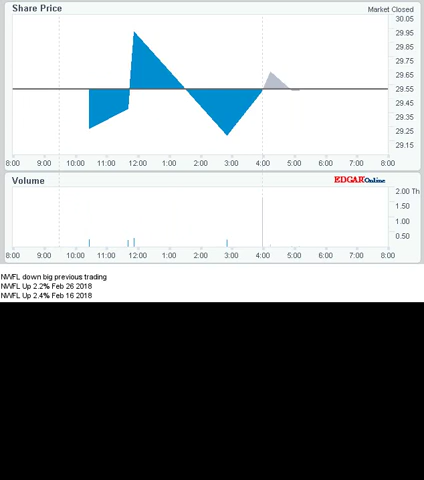 Share Price
Market Closed
30.05
29.95
29.85
29.75
29.65
29.55
29.45
29.35
29.25
29.15
8:00 9:00 10:00 11:00 12:00 1:00 2:00 3:00 4:00 5:00 6:00 7:00 8:00
Volume
EDGAROnline
2.00 Th
1.50
1.00
0.50
8:00 9:00 10:00 11:00 12:00 1:00 2:00 3:00 4:00 5:00 6:00 7:00 8:00
NWFL down big previous trading
NWFL Up 2.2% Feb 26 2018
NWFL Up 2.4% Feb 16 2018